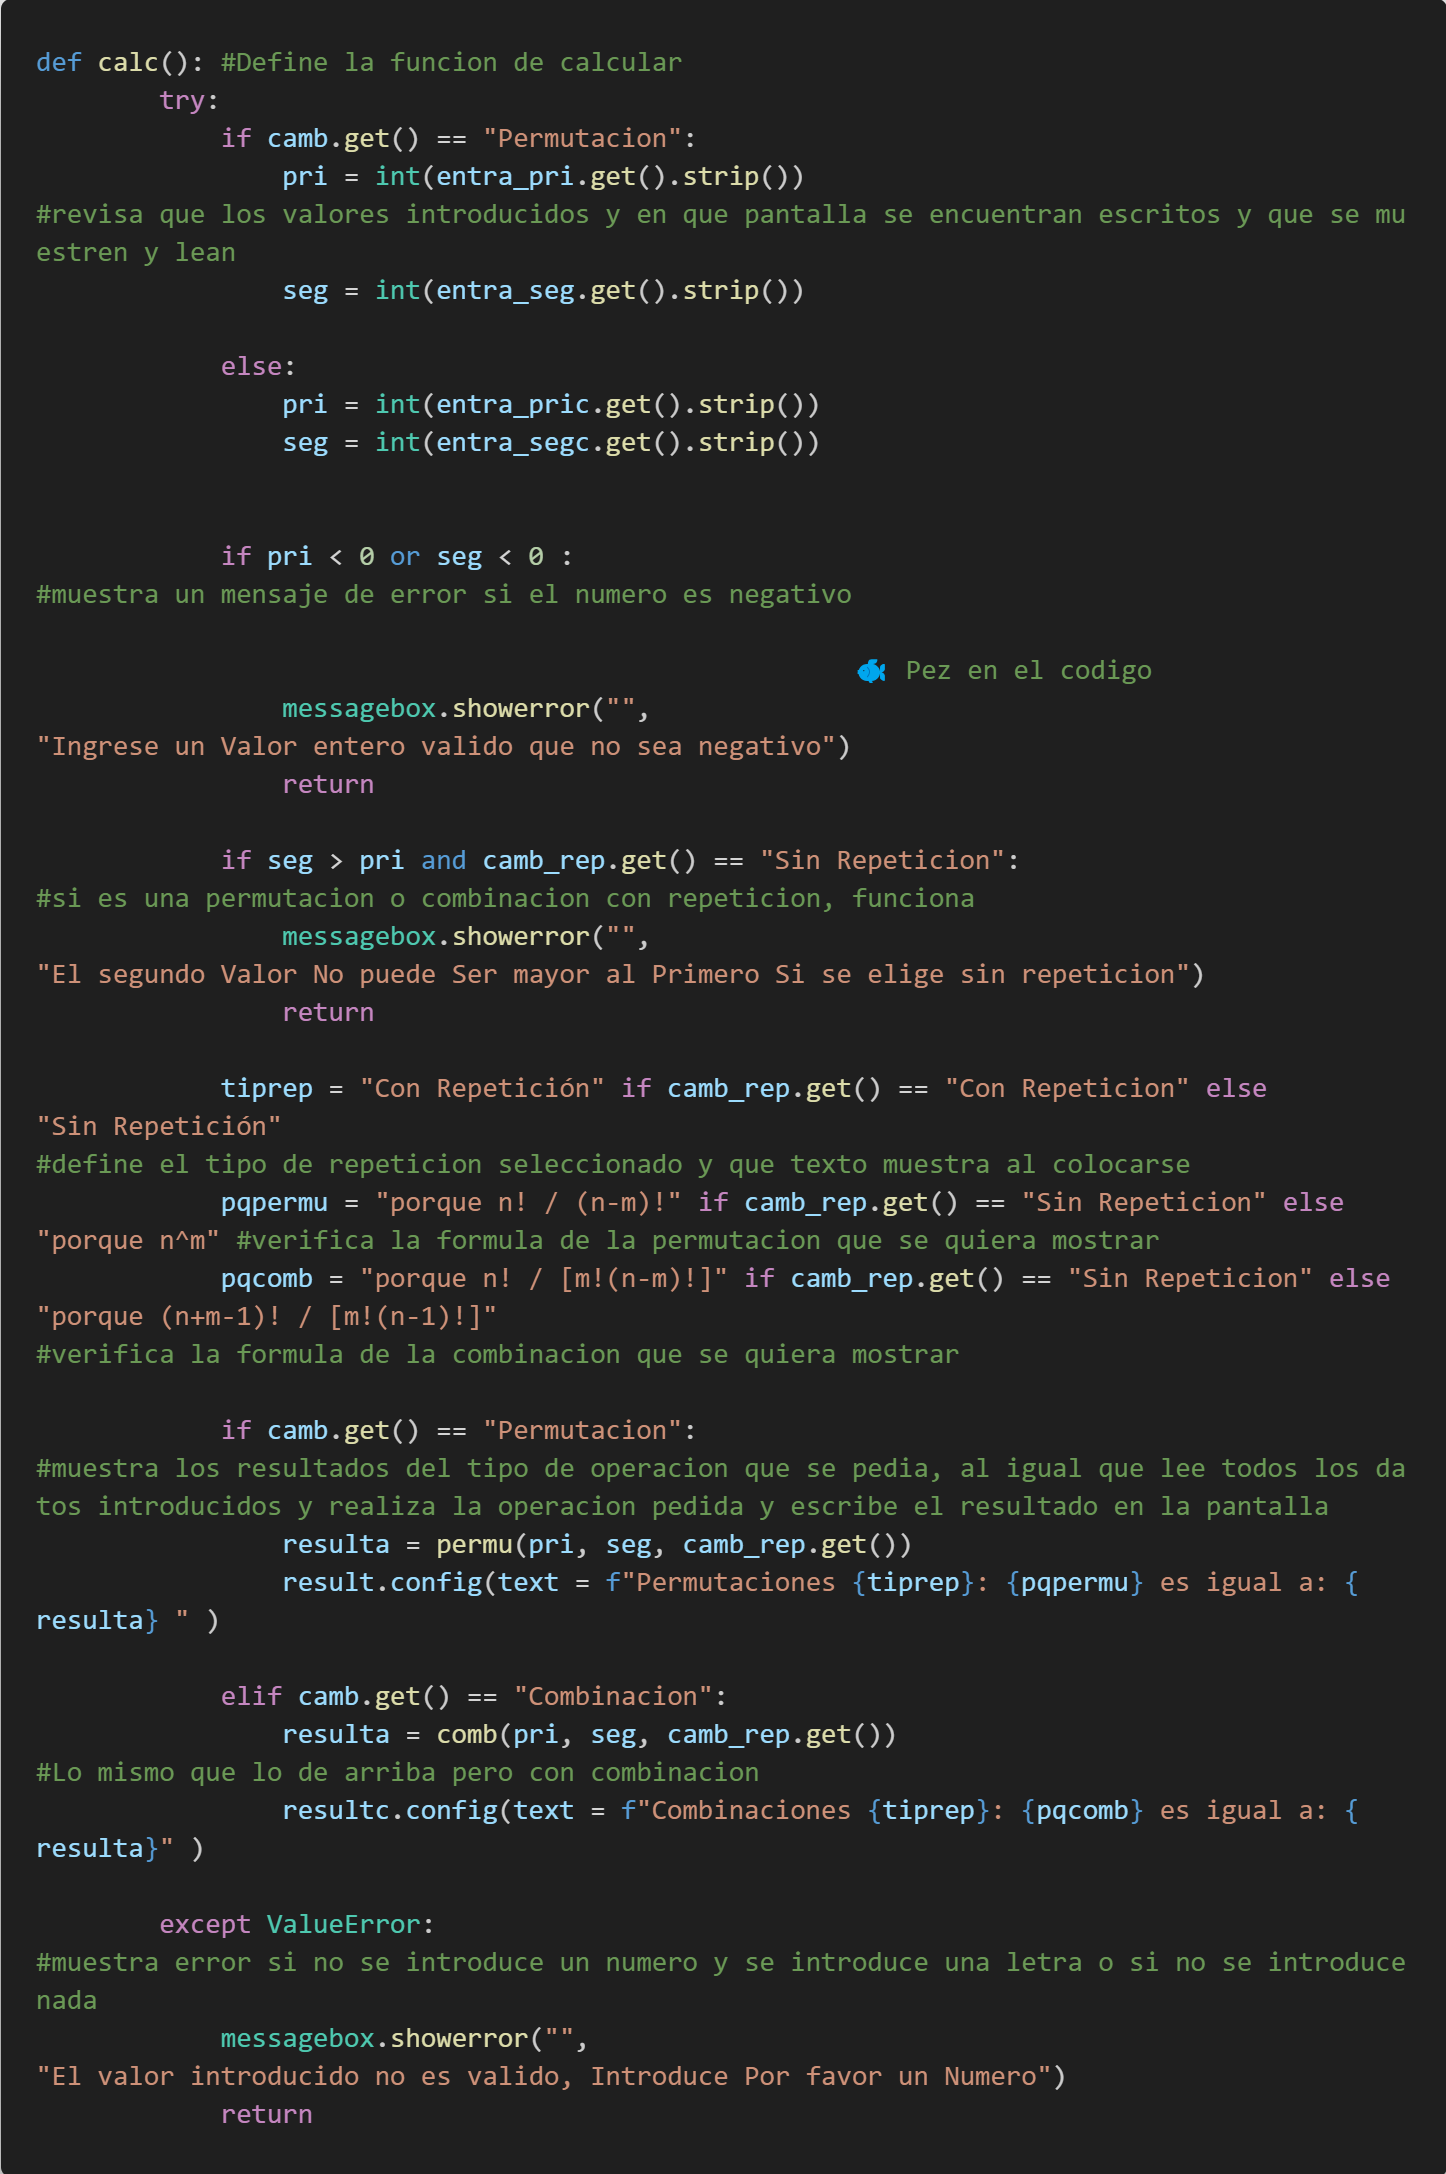 def calc(): #Define la funcion de calcular
try:
if camb.get() == "Permutacion":
pri = int(entra_pri.get().strip())
#revisa que los valores introducidos y en que pantalla se encuentran escritos y que se mu
estren y lean
seg = int(entra_seg.get().strip())
else:
pri = int(entra_pric.get().strip())
seg = int(entra_segc.get().strip())
if pri < 0 or seg < 0 :
#muestra un mensaje de error si el numero es negativo
🐟 Pez en el codigo
messagebox.showerror("",
"Ingrese un Valor entero valido que no sea negativo")
return
if seg > pri and camb_rep.get() == "Sin Repeticion":
#si es una permutacion o combinacion con repeticion, funciona
messagebox.showerror("",
"El segundo Valor No puede Ser mayor al Primero Si se elige sin repeticion")
return
tiprep = "Con Repetición" if camb_rep.get() == "Con Repeticion" else
"Sin Repetición"
#define el tipo de repeticion seleccionado y que texto muestra al colocarse
pqpermu = "porque n! / (n-m)!" if camb_rep.get() == "Sin Repeticion" else
"porque n^m" #verifica la formula de la permutacion que se quiera mostrar
pqcomb = "porque n! / [m!(n-m)!]" if camb_rep.get() == "Sin Repeticion" else
"porque (n+m-1)! / [m!(n-1)!]"
#verifica la formula de la combinacion que se quiera mostrar
if camb.get() == "Permutacion":
#muestra los resultados del tipo de operacion que se pedia, al igual que lee todos los da
tos introducidos y realiza la operacion pedida y escribe el resultado en la pantalla
resulta = permu(pri, seg, camb_rep.get())
result.config(text = f"Permutaciones {tiprep}: {pqpermu} es igual a: {
resulta} " )
elif camb.get() == "Combinacion":
resulta = comb(pri, seg, camb_rep.get())
#Lo mismo que lo de arriba pero con combinacion
resultc.config(text = f"Combinaciones {tiprep}: {pqcomb} es igual a: {
resulta}" )
except ValueError:
#muestra error si no se introduce un numero y se introduce una letra o si no se introduce
nada
messagebox.showerror("",
"El valor introducido no es valido, Introduce Por favor un Numero")
return